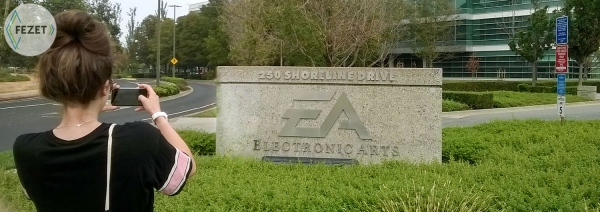 FEZET
250 SHORELINE DRIVE
EA
ELECTRONIC ARTS